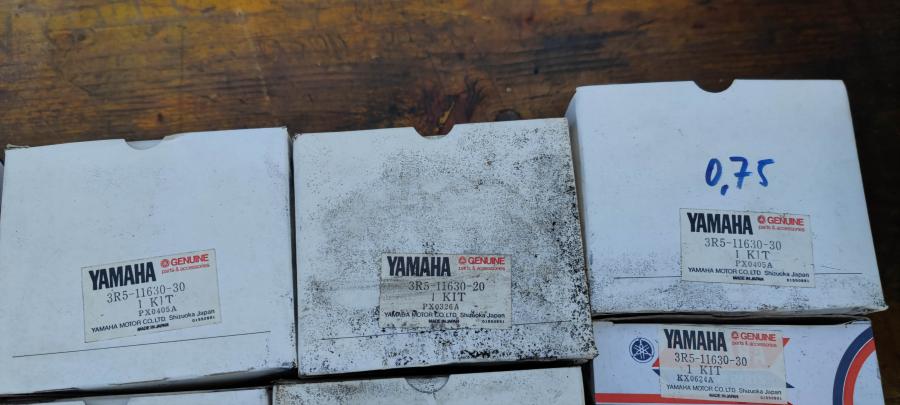 YAMAHA GENUINE
parts & accessories
3R5-11630-30
1 KIT
PX0405A
YAMAHA MOTOR CO.,LTD. Shizuoka Japan
MADE IN JAPAN
YAMAHA GENUINE
parts & accessories
3R5-11630-20
1 KIT
PX0326A
YAMAHA MOTOR CO.,LTD. Shizuoka Japan
MADE IN JAPAN
0,75
YAMAHA GENUINE
parts & accessories
3R5-11630-30
1 KIT
PX0405A
YAMAHA MOTOR CO.,LTD. Shizuoka Japan
MADE IN JAPAN
YAMAHA GENUINE
parts & accessories
3R5-11630-30
1 KIT
KX0624A
YAMAHA MOTOR CO.,LTD. Shizuoka Japan
MADE IN JAPAN